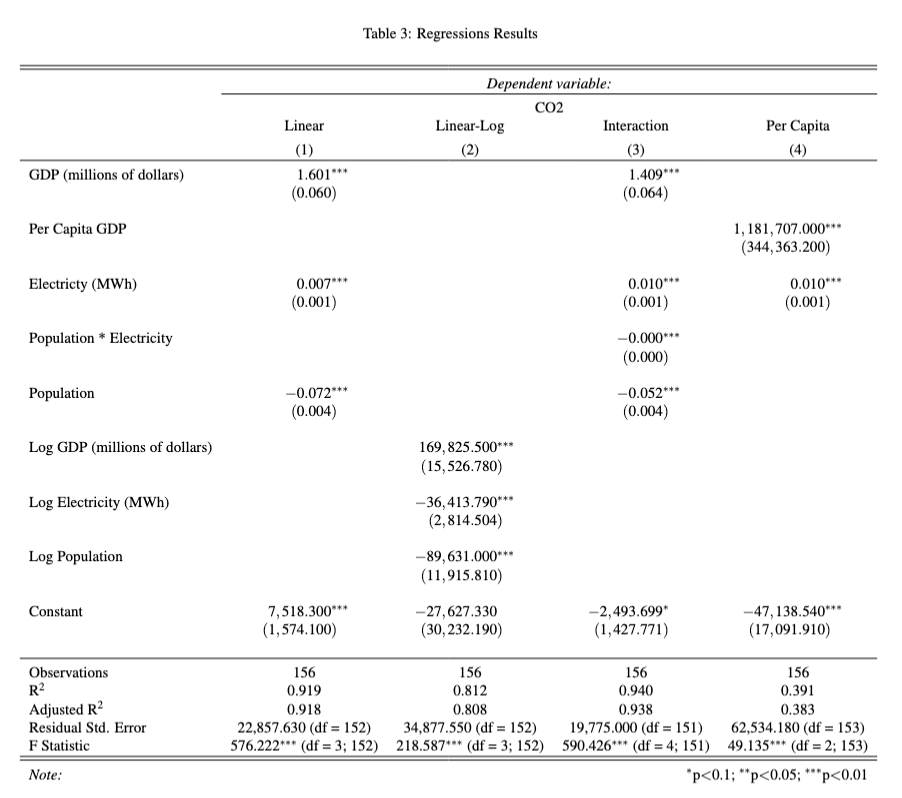 Table 3: Regressions Results
Dependent variable:
CO2
Linear Linear-Log Interaction Per Capita
(1) (2) (3) (4)
GDP (millions of dollars) 1.601*** 1.409***
(0.060) (0.064)
Per Capita GDP 1,181,707.000***
(344,363.200)
Electricty (MWh) 0.007*** 0.010*** 0.010***
(0.001) (0.001) (0.001)
Population * Electricity −0.000***
(0.000)
Population −0.072*** −0.052***
(0.004) (0.004)
Log GDP (millions of dollars) 169,825.500***
(15,526.780)
Log Electricity (MWh) −36,413.790***
(2,814.504)
Log Population −89,631.000***
(11,915.810)
Constant 7,518.300*** −27,627.330 −2,493.699* −47,138.540***
(1,574.100) (30,232.190) (1,427.771) (17,091.910)
Observations 156 156 156 156
R² 0.919 0.812 0.940 0.391
Adjusted R² 0.918 0.808 0.938 0.383
Residual Std. Error 22,857.630 (df = 152) 34,877.550 (df = 152) 19,775.000 (df = 151) 62,534.180 (df = 153)
F Statistic 576.222*** (df = 3; 152) 218.587*** (df = 3; 152) 590.426*** (df = 4; 151) 49.135*** (df = 2; 153)
Note: *p<0.1; **p<0.05; ***p<0.01